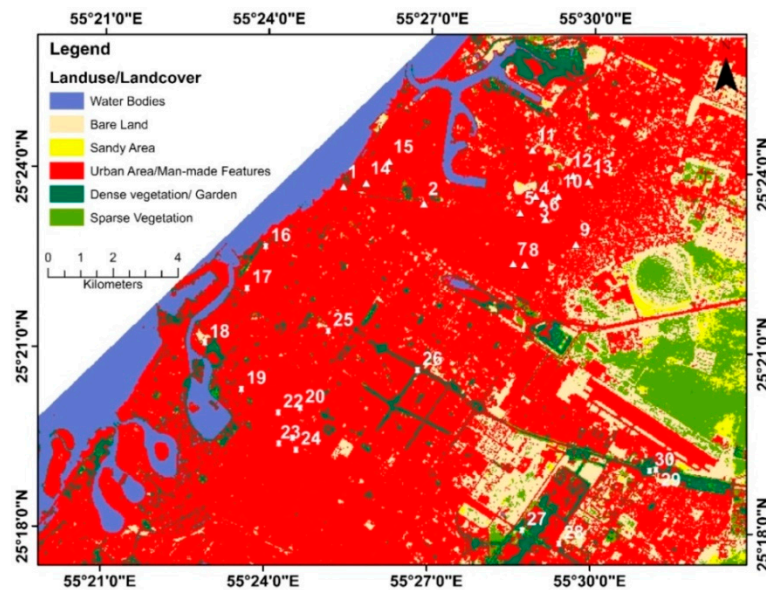 55°21'0"E 55°24'0"E 55°27'0"E 55°30'0"E
Legend
Landuse/Landcover
Water Bodies
Bare Land
Sandy Area
Urban Area/Man-made Features
Dense vegetation/ Garden
Sparse Vegetation
0 1 2 4
Kilometers
25°24'0"N
25°21'0"N
25°18'0"N
25°24'0"N
25°21'0"N
25°18'0"N
11
15
12
13
1
14
10
4
2
5
6
3
9
16
7
8
17
25
18
26
19
20
22
23
24
30
29
27
28
55°21'0"E 55°24'0"E 55°27'0"E 55°30'0"E